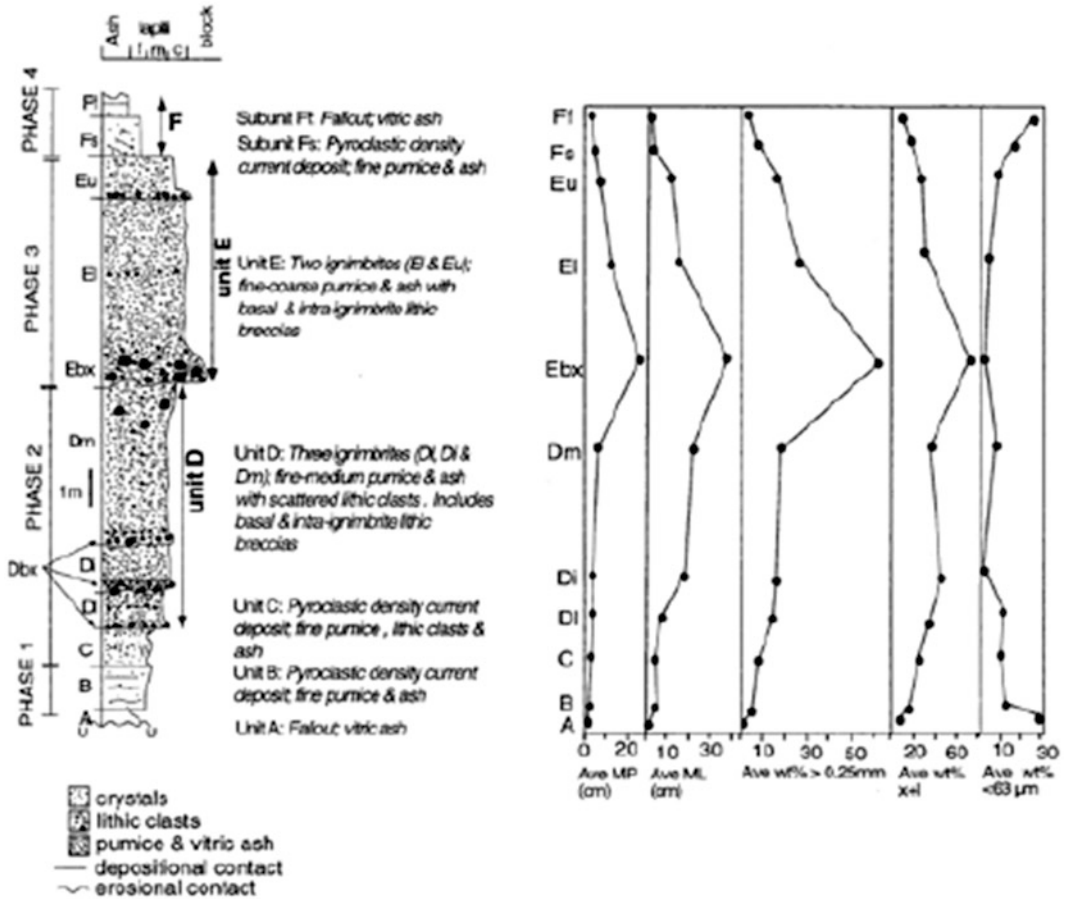 Ash
lapilli
block
f m c
PHASE 4
PHASE 3
PHASE 2
PHASE 1
Fl
Fs
Eu
El
Ebx
Dm
1m
Di
Dbx
Dl
C
B
A
F
unit E
unit D
Subunit Ff: Fallout; vitric ash
Subunit Fs: Pyroclastic density
current deposit; fine pumice & ash
Unit E: Two ignimbrites (El & Eu);
fine-coarse pumice & ash with
basal & intra-ignimbrite lithic
breccias
Unit D: Three ignimbrites (Dl, Di &
Dm); fine-medium pumice & ash
with scattered lithic clasts. Includes
basal & intra-ignimbrite lithic
breccias
Unit C: Pyroclastic density current
deposit; fine pumice, lithic clasts &
ash
Unit B: Pyroclastic density current
deposit; fine pumice & ash
Unit A: Fallout; vitric ash
crystals
lithic clasts
pumice & vitric ash
depositional contact
erosional contact
Ff
Fs
Eu
El
Ebx
Dm
Di
Dl
C
B
A
0 20
10 30
10 30 50
20 60
10 30
Ave MP
(cm)
Ave ML
(cm)
Ave wt% > 0.25mm
Ave wt%
x+l
Ave wt%
<63 µm